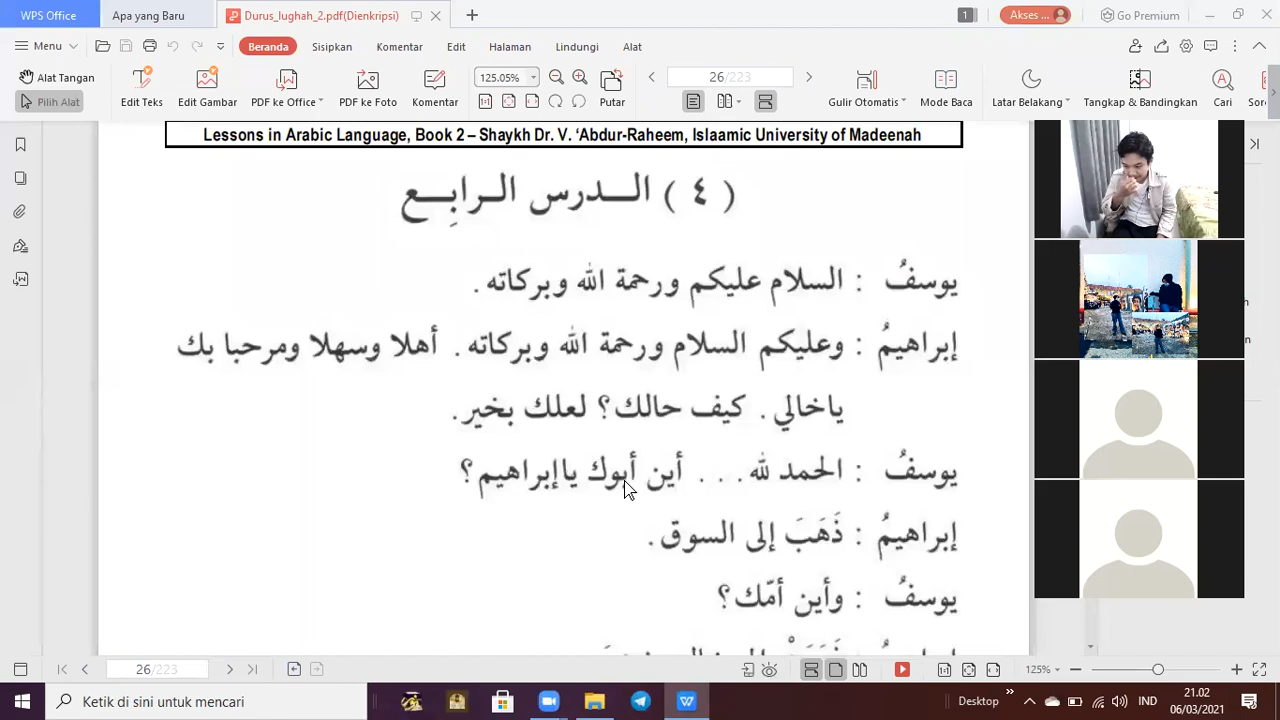 WPS Office
Apa yang Baru
Durus_lughah_2.pdf(Dienkripsi)
1
Akses ...
Go Premium
Menu
Beranda
Sisipkan
Komentar
Edit
Halaman
Lindungi
Alat
Alat Tangan
Pilih Alat
Edit Teks
Edit Gambar
PDF ke Office
PDF ke Foto
Komentar
125.05%
Putar
26/223
Gulir Otomatis
Mode Baca
Latar Belakang
Tangkap & Bandingkan
Cari
Lessons in Arabic Language, Book 2 – Shaykh Dr. V. ‘Abdur-Raheem, Islaamic University of Madeenah
( ٤ ) الـدرس الـرابِـع
يوسفُ : السلام عليكم ورحمة الله وبركاته .
إبراهيمُ : وعليكم السلام ورحمة الله وبركاته . أهلا وسهلا ومرحبا بك
ياخالي . كيف حالك؟ لعلك بخير.
يوسفُ : الحمد لله . . . أين أبوك ياإبراهيم؟
إبراهيمُ : ذَهَبَ إلى السوق .
يوسفُ : وأين أمّك؟
26/223
125%
Ketik di sini untuk mencari
Desktop
IND
21.02
06/03/2021